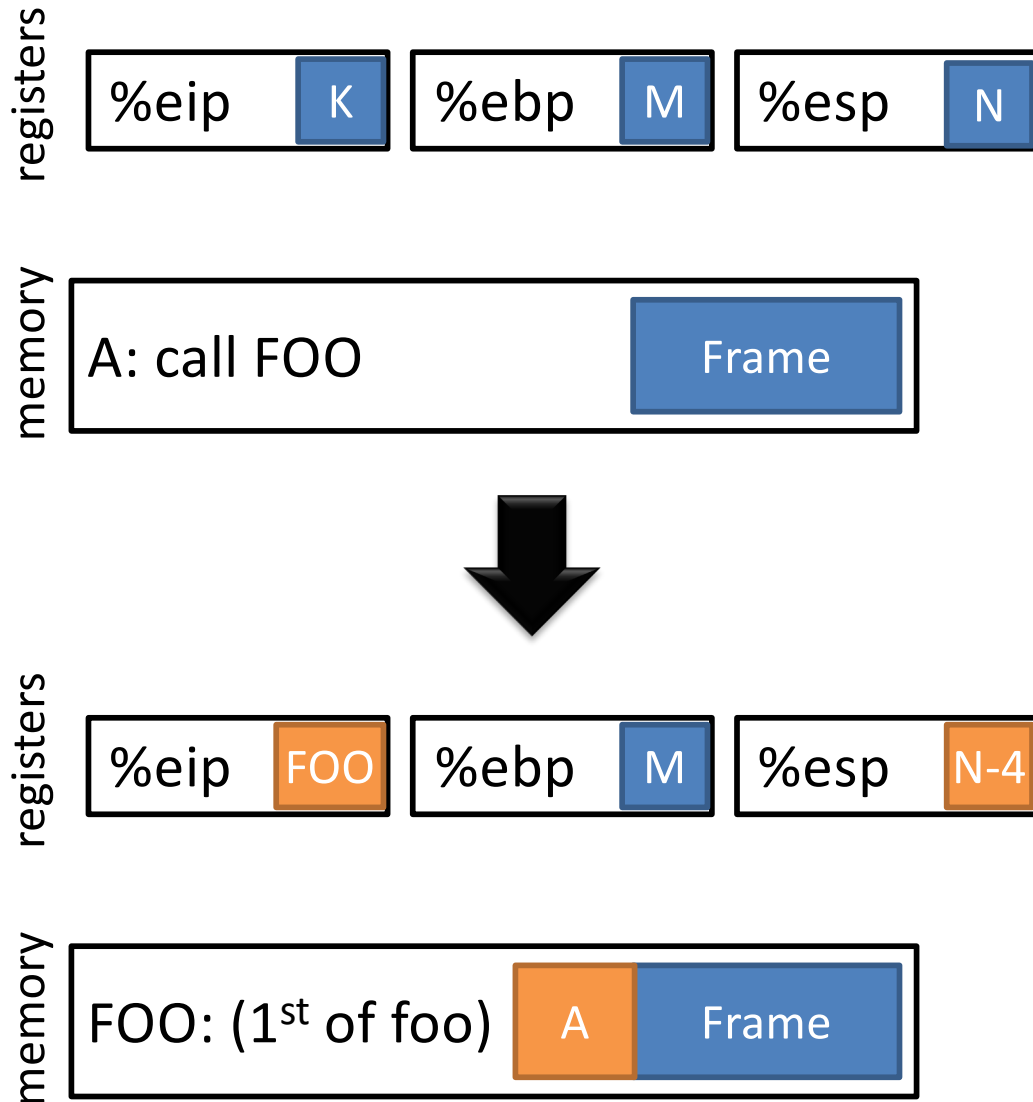 registers
%eip K %ebp M %esp N
memory
A: call FOO Frame
registers
%eip FOO %ebp M %esp N-4
memory
FOO: (1st of foo) A Frame